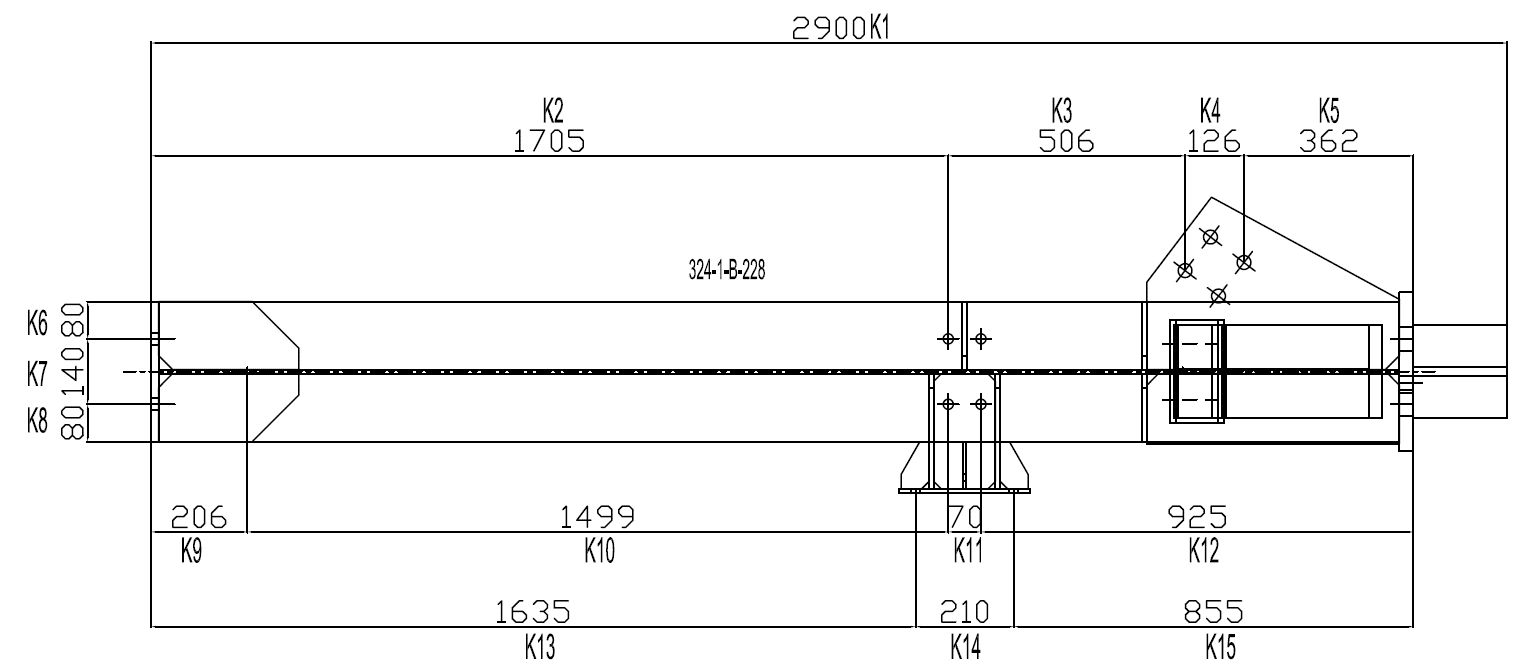 2900K1
K2 K3 K4 K5
1705 506 126 362
324-1-B-228
K6 80
K7 140
K8 80
206 1499 70 925
K9 K10 K11 K12
1635 210 855
K13 K14 K15